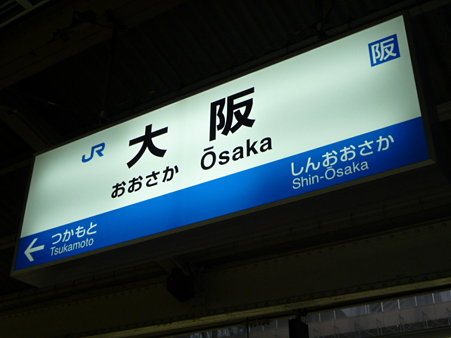 阪
JR
大阪
おおさか Ōsaka
しんおおさか
Shin-Ōsaka
つかもと
Tsukamoto